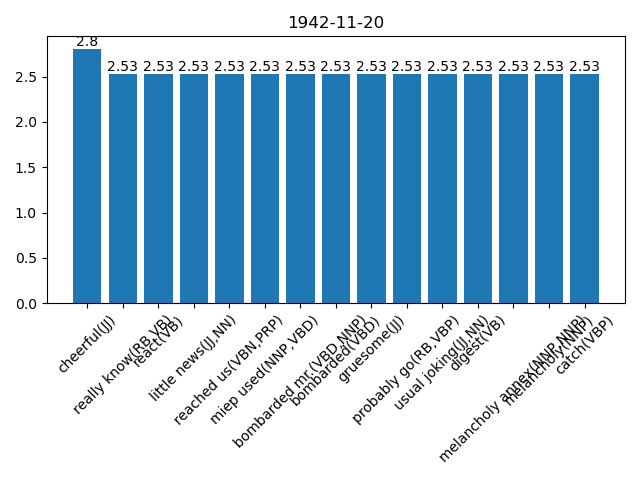 1942-11-20
2.8
2.53 2.53 2.53 2.53 2.53 2.53 2.53 2.53 2.53 2.53 2.53 2.53 2.53 2.53
2.5
2.0
1.5
1.0
0.5
0.0
cheerful(JJ)
really know(RB,VB)
react(VB)
little news(JJ,NN)
reached us(VBN,PRP)
miep used(NNP,VBD)
bombarded mr.(VBD,NNP)
bombarded(VBD)
gruesome(JJ)
probably go(RB,VBP)
usual joking(JJ,NN)
digest(VB)
melancholy annex(NNP,NNP)
melancholy(NNP)
catch(VBP)